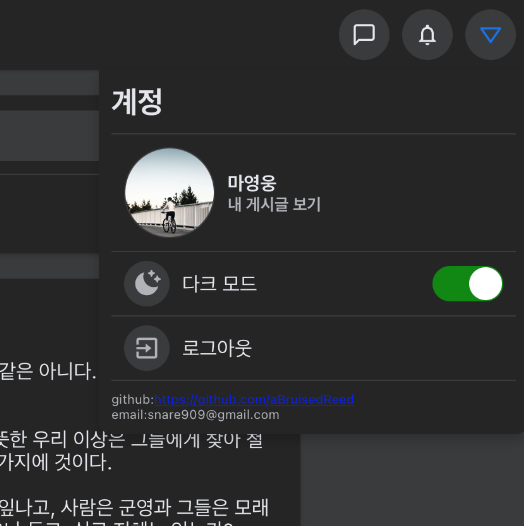 계정
마영웅
내 게시글 보기
다크 모드
로그아웃
github:https://github.com/aBruisedReed
email:snare909@gmail.com
같은 아니다.
뜻한 우리 이상은 그들에게 찾아 철
가지에 것이다.
잎나고, 사람은 군영과 그들은 모래